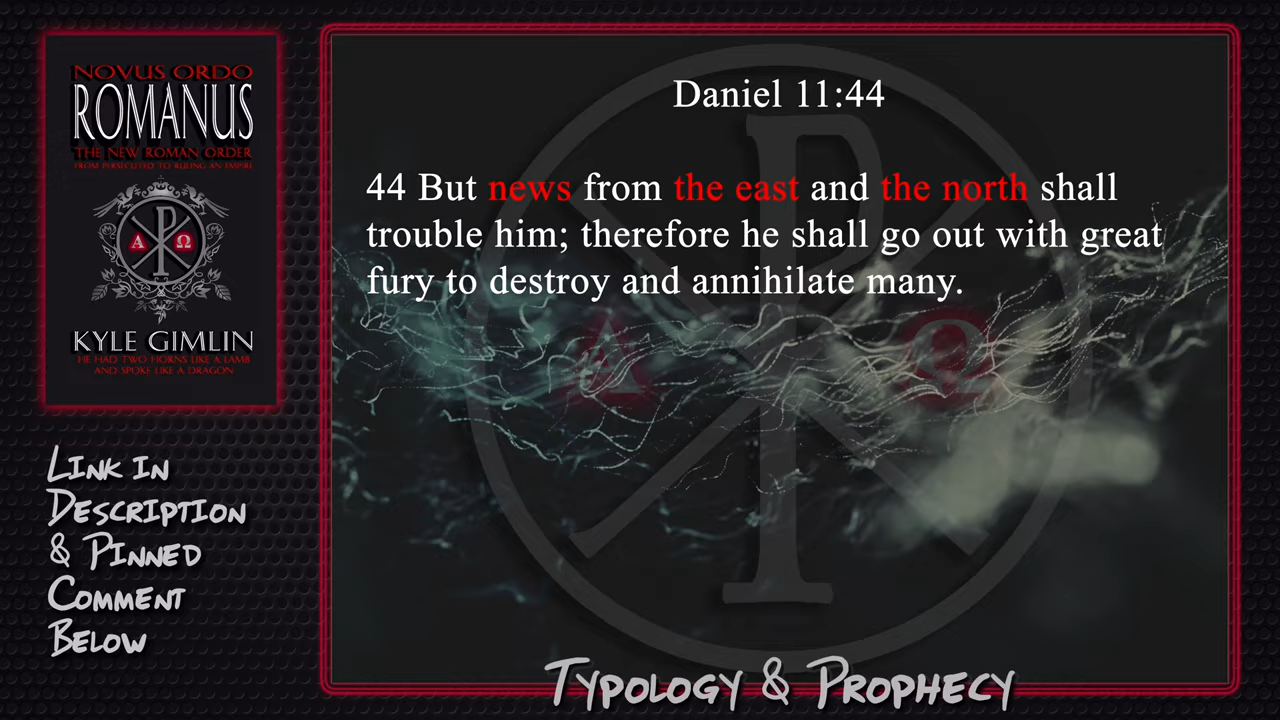 NOVUS ORDO
ROMANUS
THE NEW ROMAN ORDER
FROM PERSECUTED TO RULING AN EMPIRE
Α Ω
KYLE GIMLIN
HE HAD TWO HORNS LIKE A LAMB
AND SPOKE LIKE A DRAGON
LINK IN
DESCRIPTION
& PINNED
COMMENT
BELOW
Daniel 11:44
44 But news from the east and the north shall
trouble him; therefore he shall go out with great
fury to destroy and annihilate many.
Α Ω
TYPOLOGY & PROPHECY